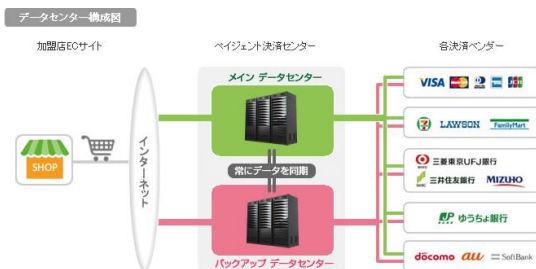 データセンター構成図
加盟店ECサイト
ペイジェント決済センター
各決済ベンダー
SHOP
インターネット
メイン データセンター
常にデータを同期
バックアップ データセンター
VISA
JCB
LAWSON FamilyMart
三菱東京UFJ銀行
三井住友銀行 MIZUHO
JP ゆうちょ銀行
döcomo au SoftBank